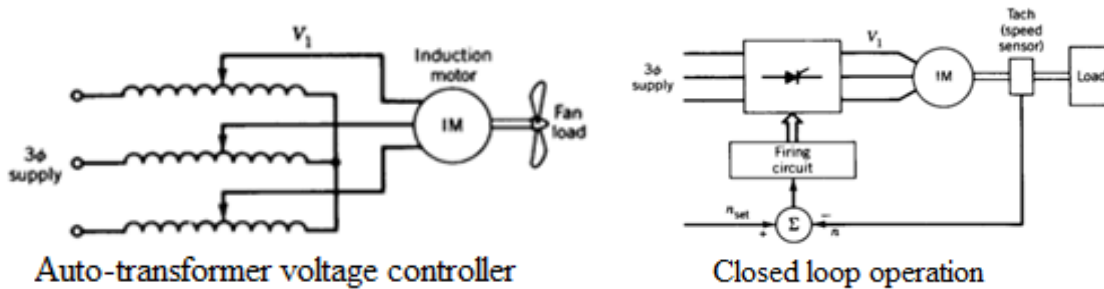 V₁
Induction
motor
3ϕ
supply
IM
Fan
load
Auto-transformer voltage controller
Tach
(speed
sensor)
V₁
3ϕ
supply
IM
Load
Firing
circuit
n_set
+
Σ
−
n
Closed loop operation